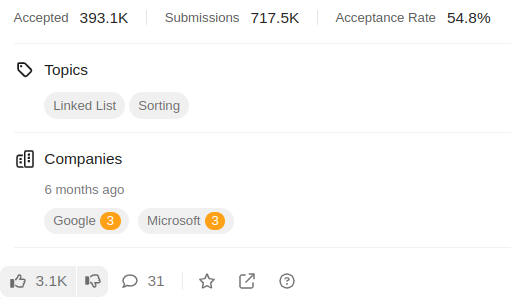 Accepted 393.1K Submissions 717.5K Acceptance Rate 54.8%
Topics
Linked List Sorting
Companies
6 months ago
Google 3 Microsoft 3
3.1K 31